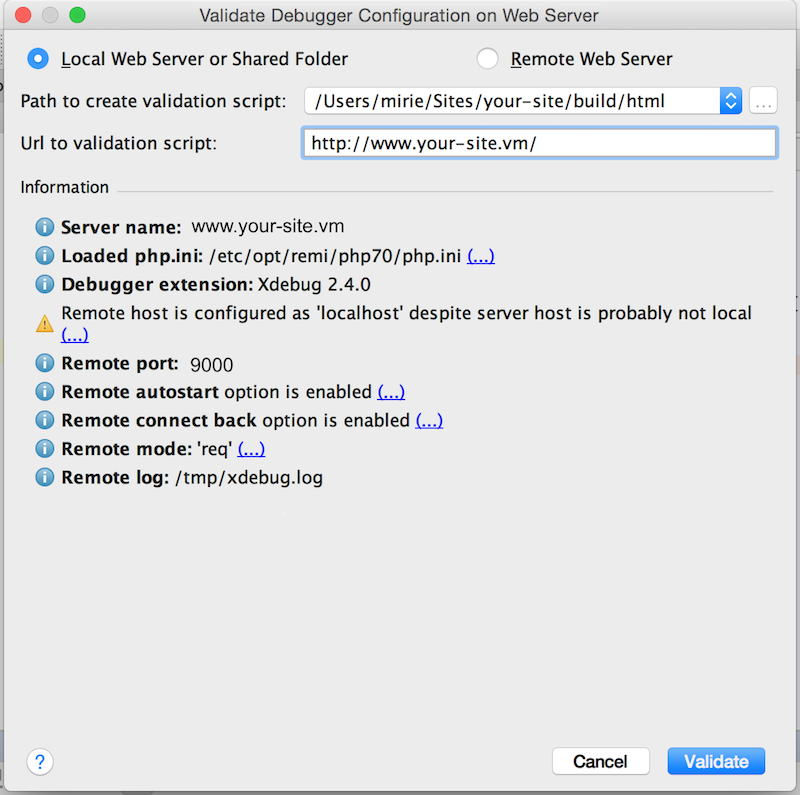 Validate Debugger Configuration on Web Server
Local Web Server or Shared Folder
Remote Web Server
Path to create validation script: /Users/mirie/Sites/your-site/build/html ...
Url to validation script: http://www.your-site.vm/
Information
Server name: www.your-site.vm
Loaded php.ini: /etc/opt/remi/php70/php.ini (...)
Debugger extension: Xdebug 2.4.0
Remote host is configured as 'localhost' despite server host is probably not local
(...)
Remote port: 9000
Remote autostart option is enabled (...)
Remote connect back option is enabled (...)
Remote mode: 'req' (...)
Remote log: /tmp/xdebug.log
? Cancel Validate